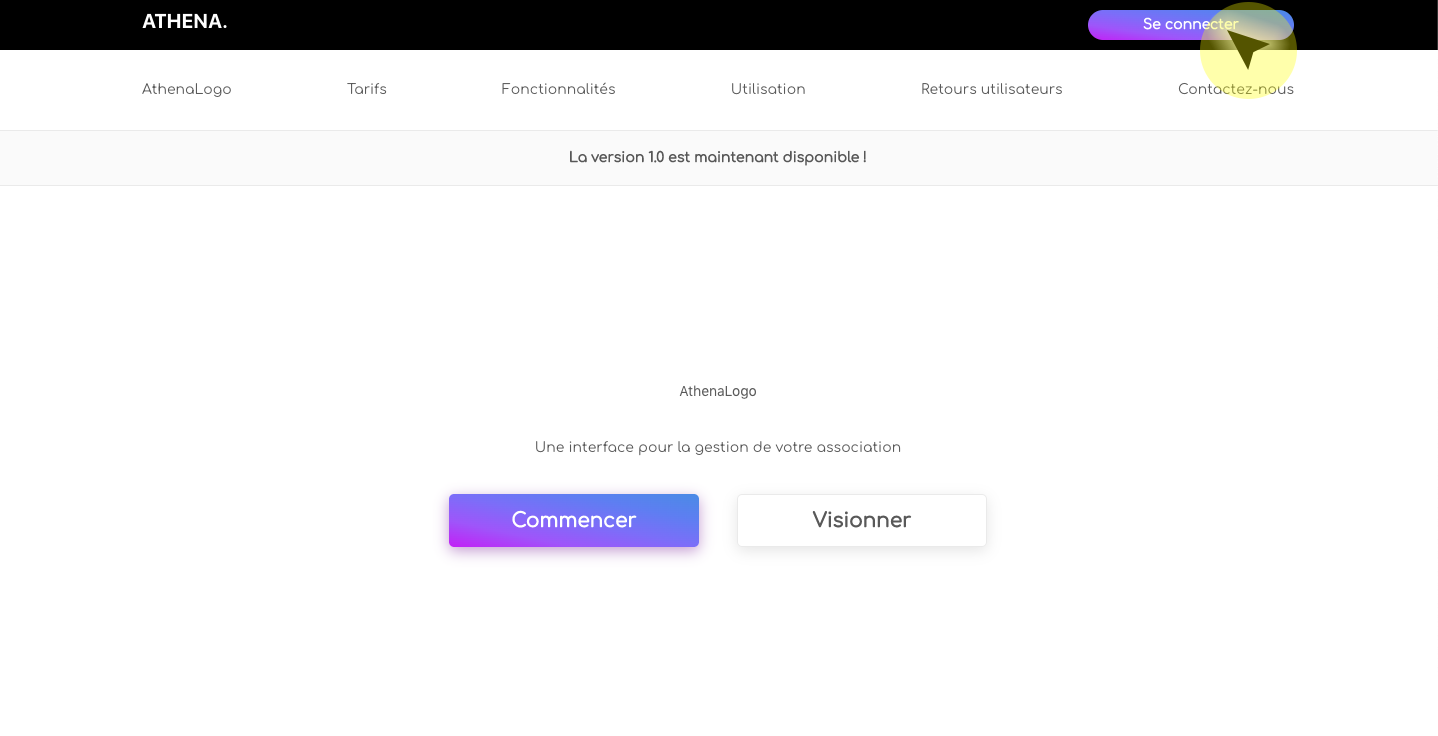 ATHENA.
Se connecter
AthenaLogo
Tarifs
Fonctionnalités
Utilisation
Retours utilisateurs
Contactez-nous
La version 1.0 est maintenant disponible !
AthenaLogo
Une interface pour la gestion de votre association
Commencer
Visionner